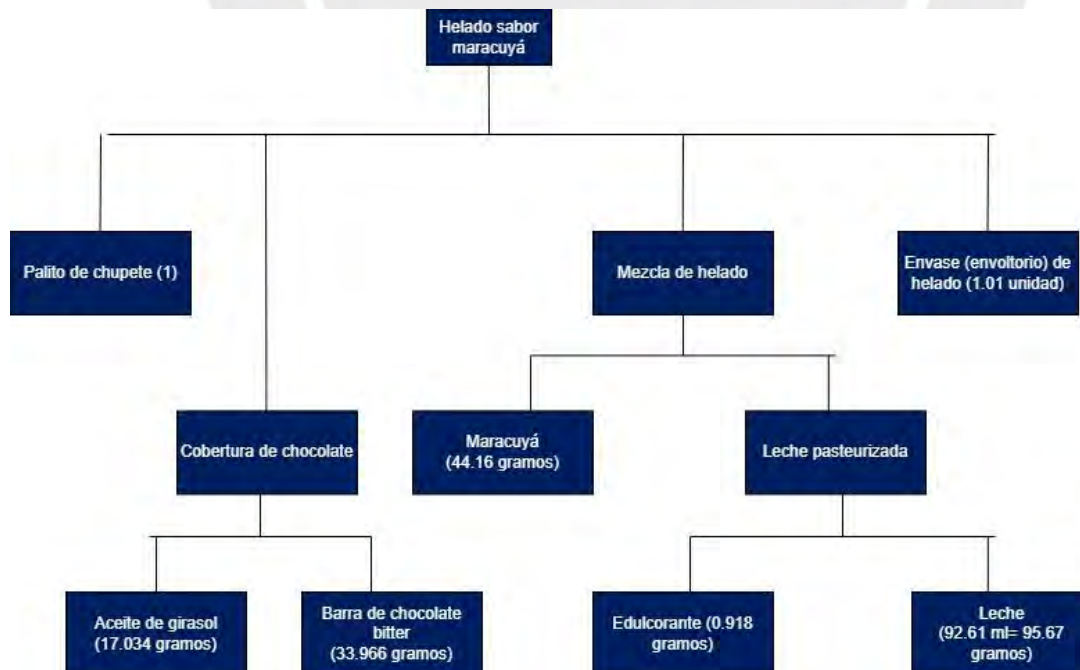 Helado sabor
maracuyá
Palito de chupete (1)
Mezcla de helado
Envase (envoltorio) de
helado (1.01 unidad)
Cobertura de chocolate
Maracuyá
(44.16 gramos)
Leche pasteurizada
Aceite de girasol
(17.034 gramos)
Barra de chocolate
bitter
(33.966 gramos)
Edulcorante (0.918
gramos)
Leche
(92.61 ml= 95.67
gramos)